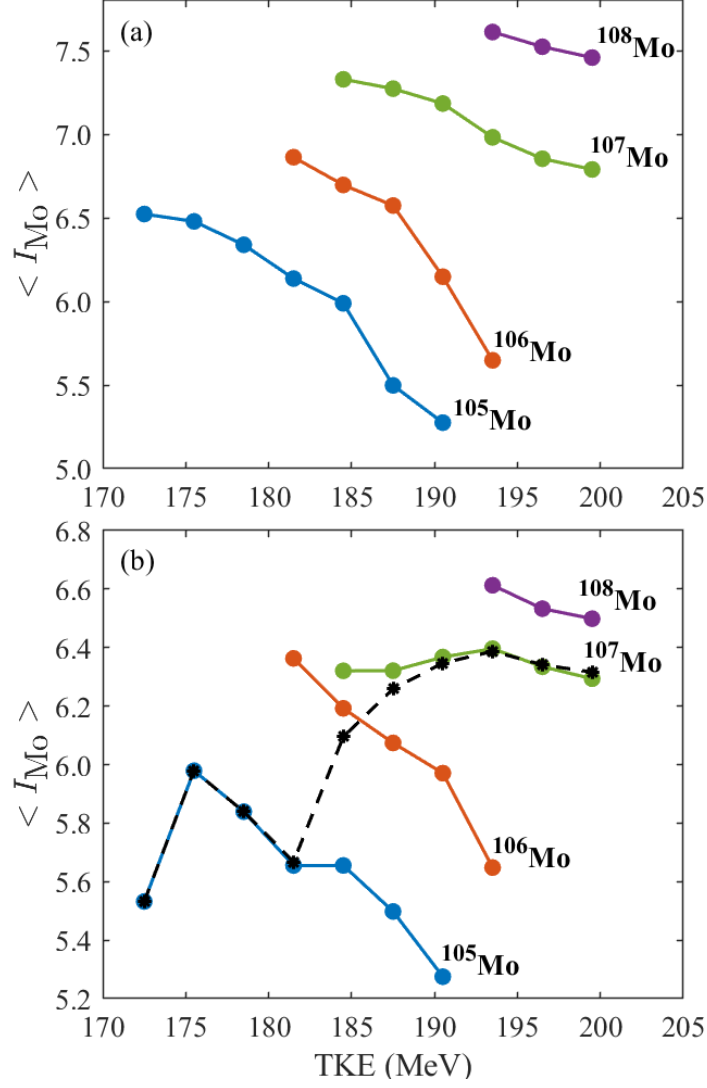 (a)
¹⁰⁸Mo
7.5
7.0
¹⁰⁷Mo
6.5
< I_Mo >
6.0
¹⁰⁶Mo
5.5
¹⁰⁵Mo
5.0
170 175 180 185 190 195 200 205
6.8
(b)
6.6
¹⁰⁸Mo
6.4
¹⁰⁷Mo
6.2
< I_Mo >
6.0
5.8
¹⁰⁶Mo
5.6
5.4
¹⁰⁵Mo
5.2
170 175 180 185 190 195 200 205
TKE (MeV)